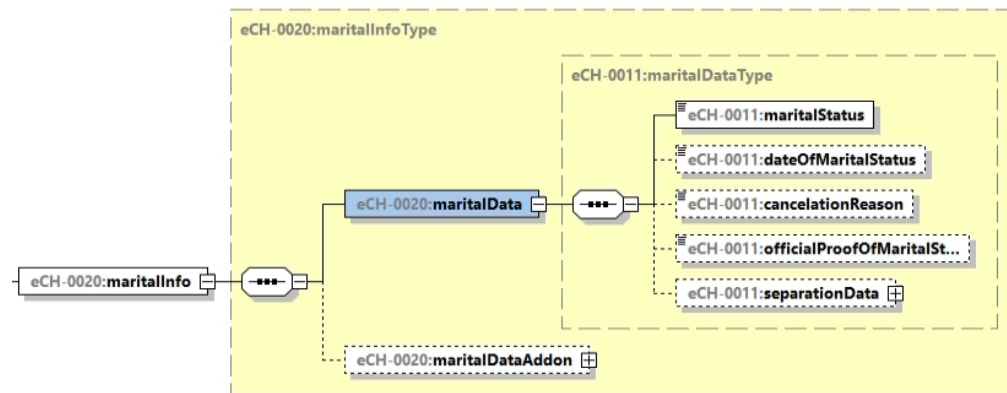 eCH-0020:maritalInfoType
eCH-0011:maritalDataType
eCH-0011:maritalStatus
eCH-0011:dateOfMaritalStatus
eCH-0020:maritalData
eCH-0011:cancelationReason
eCH-0011:officialProofOfMaritalSt...
eCH-0020:maritalInfo
eCH-0011:separationData
eCH-0020:maritalDataAddon